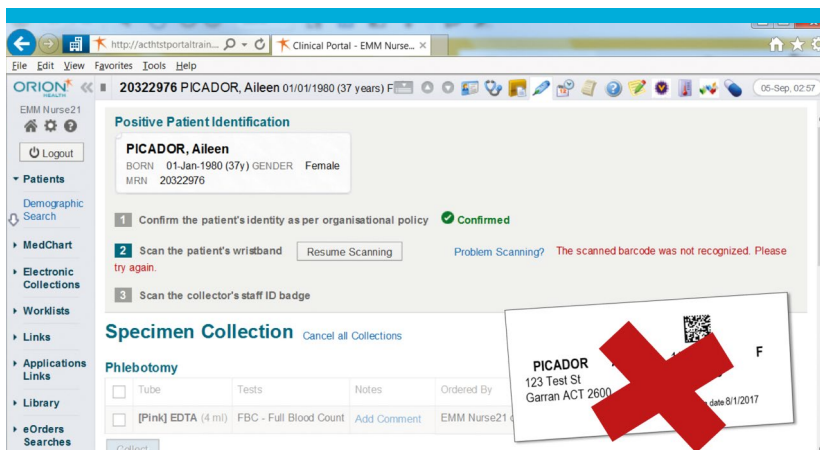 http://acthtstportaltrain...
Clinical Portal - EMM Nurse... ×
File Edit View Favorites Tools Help
ORION HEALTH
20322976 PICADOR, Aileen 01/01/1980 (37 years) F
05-Sep, 02:57
EMM Nurse21
Logout
Patients
Demographic
Search
MedChart
Electronic
Collections
Worklists
Links
Applications
Links
Library
eOrders
Searches
Positive Patient Identification
PICADOR, Aileen
BORN 01-Jan-1980 (37y) GENDER Female
MRN 20322976
1 Confirm the patient's identity as per organisational policy Confirmed
2 Scan the patient's wristband Resume Scanning Problem Scanning? The scanned barcode was not recognized. Please
try again.
3 Scan the collector's staff ID badge
Specimen Collection Cancel all Collections
Phlebotomy
Tube Tests Notes Ordered By
[Pink] EDTA (4 ml) FBC - Full Blood Count Add Comment EMM Nurse21
Collect
PICADOR F
123 Test St
Garran ACT 2600
date 8/1/2017